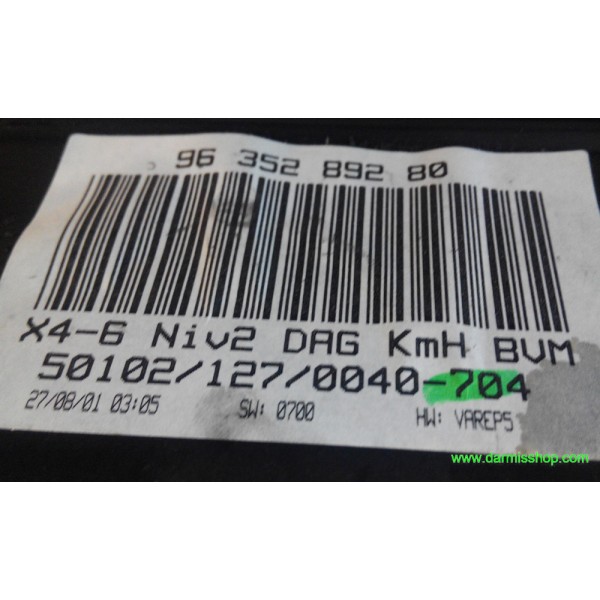 96 352 892 80
X4-6 Niv2 DAG KmH BVM
50102/127/0040-704
27/08/01 03:05 SW: 0700 HW: VAREPS
www.darmisshop.com